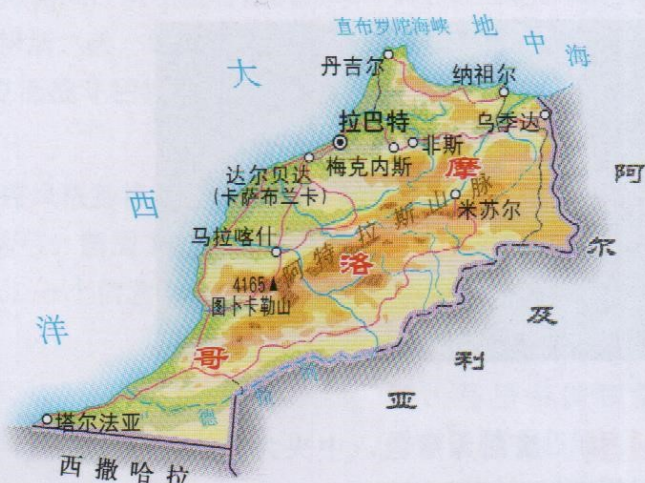 直布罗陀海峡
地中海
大西洋
丹吉尔
纳祖尔
乌季达
拉巴特
非斯
梅克内斯
达尔贝达
(卡萨布兰卡)
摩洛哥
米苏尔
阿特拉斯山脉
马拉喀什
4165
图卜卡勒山
阿尔及利亚
德拉河
塔尔法亚
西撒哈拉